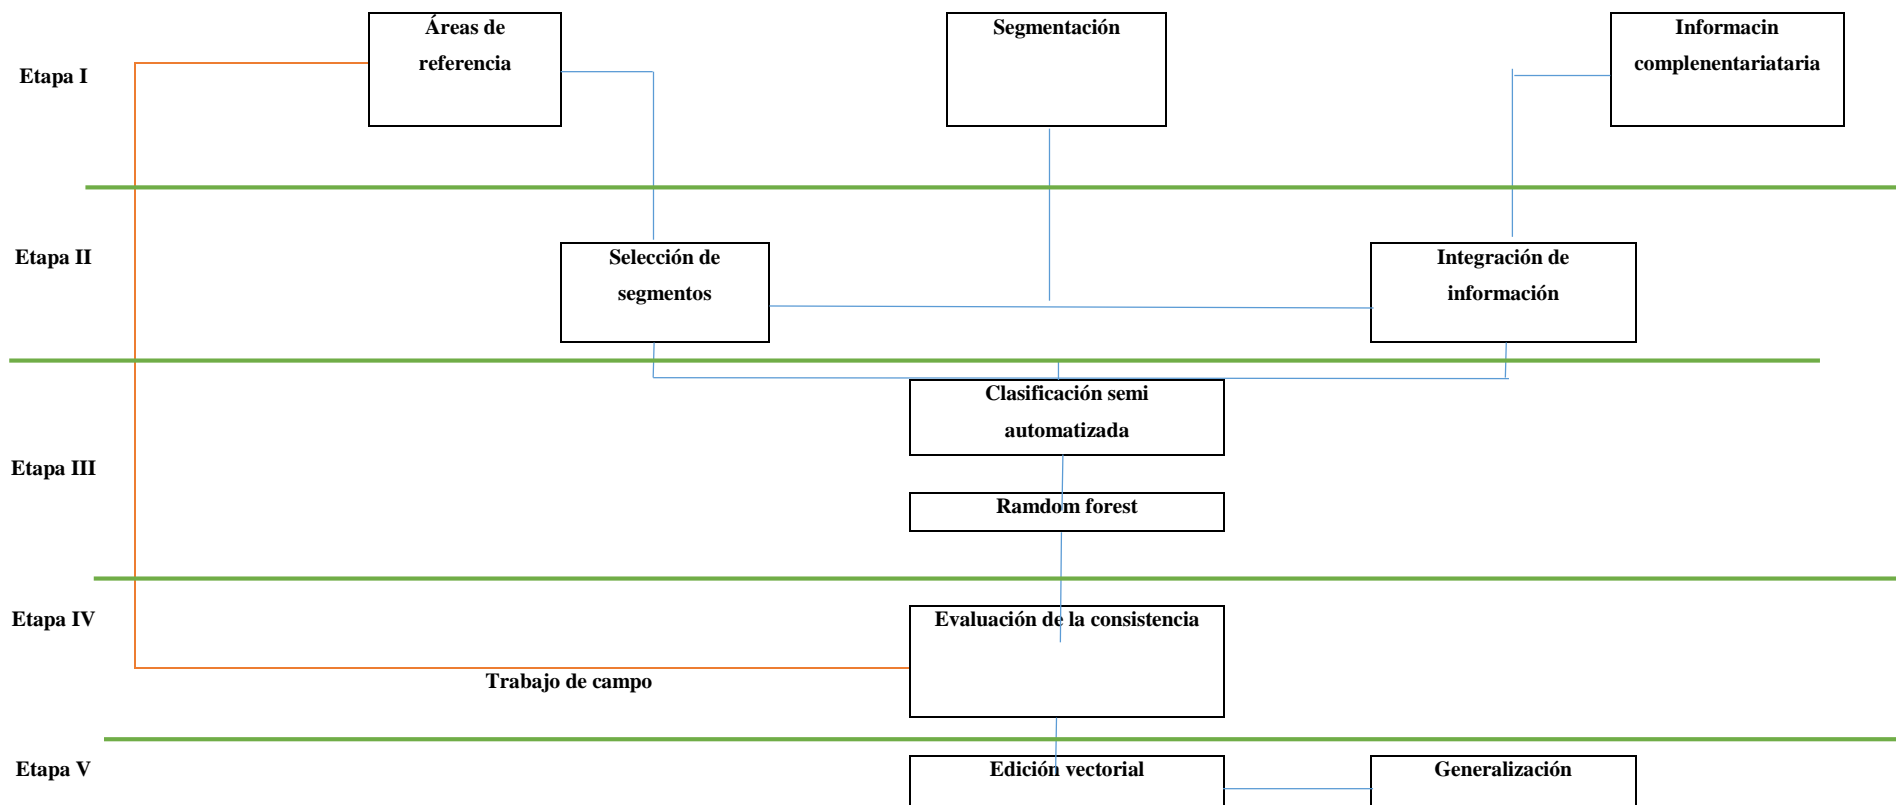 Áreas de
referencia
Segmentación
Informacin
complenentariataria
Etapa I
Etapa II
Selección de
segmentos
Integración de
información
Clasificación semi
automatizada
Etapa III
Ramdom forest
Etapa IV
Evaluación de la consistencia
Trabajo de campo
Etapa V
Edición vectorial
Generalización